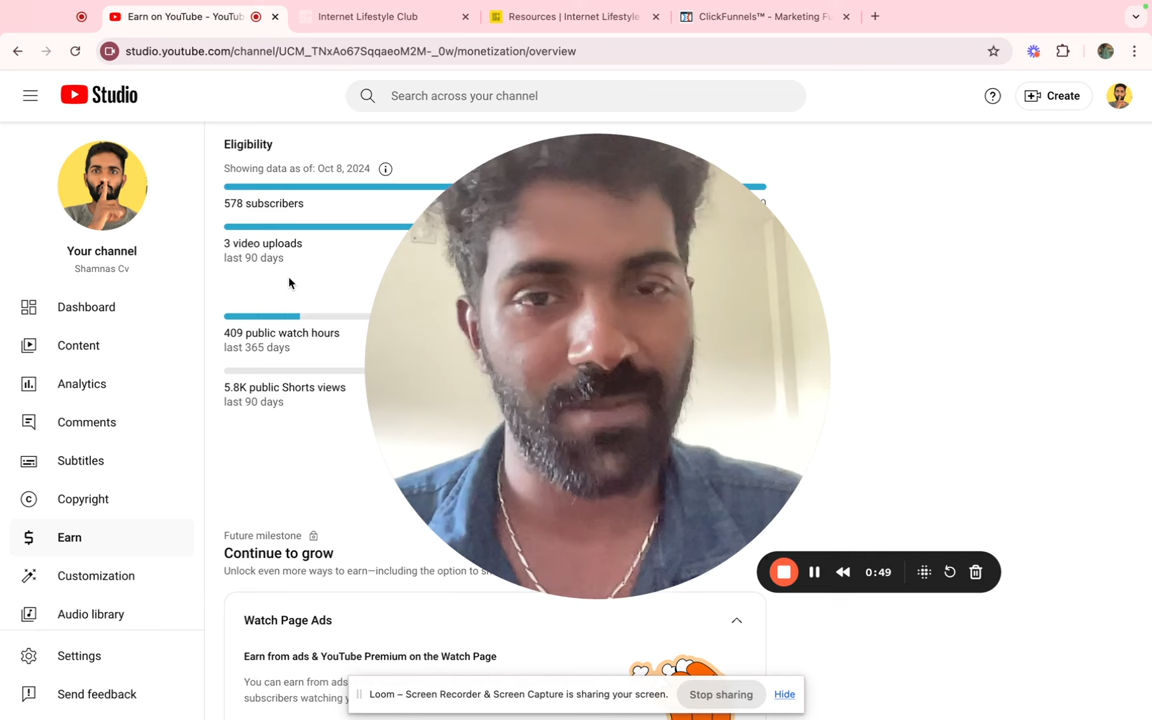 Earn on YouTube - YouTub
Internet Lifestyle Club
Resources | Internet Lifestyle
ClickFunnels™ - Marketing Fu
studio.youtube.com/channel/UCM_TNxAo67SqqaeoM2M-_0w/monetization/overview
Studio
Search across your channel
Create
Your channel
Shamnas Cv
Dashboard
Content
Analytics
Comments
Subtitles
Copyright
Earn
Customization
Audio library
Settings
Send feedback
Eligibility
Showing data as of: Oct 8, 2024
578 subscribers
3 video uploads
last 90 days
409 public watch hours
last 365 days
5.8K public Shorts views
last 90 days
Future milestone
Continue to grow
Unlock even more ways to earn—including the option to
0:49
Watch Page Ads
Earn from ads & YouTube Premium on the Watch Page
You can earn from ads
subscribers watching
Loom – Screen Recorder & Screen Capture is sharing your screen.
Stop sharing
Hide